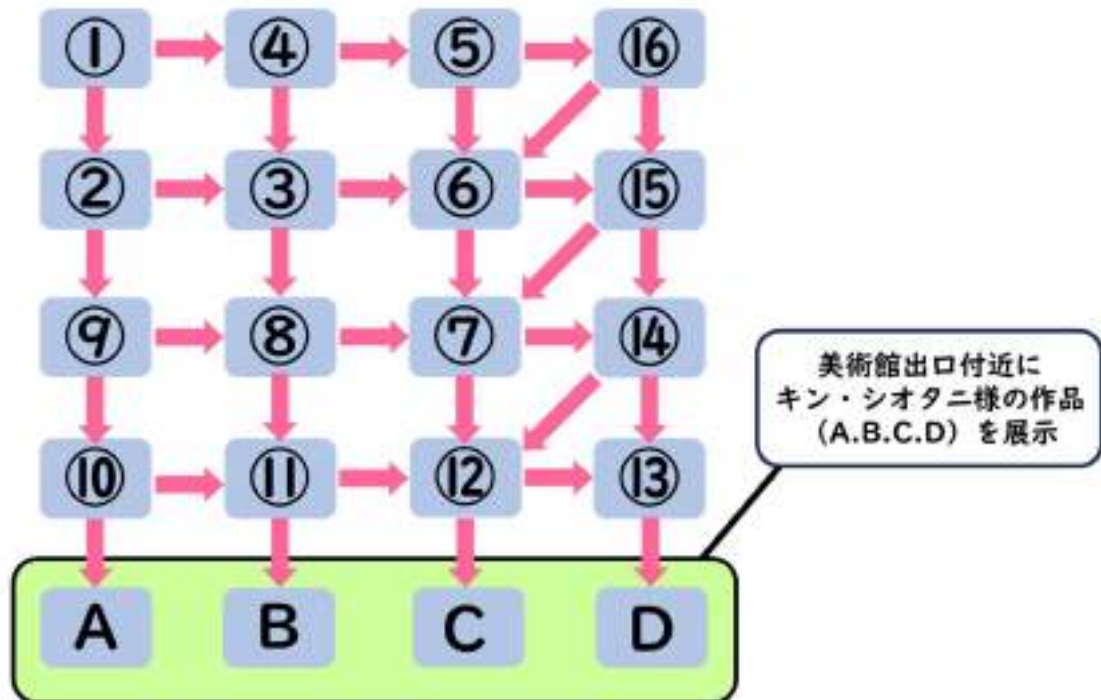 ① ④ ⑤ ⑯
② ③ ⑥ ⑮
⑨ ⑧ ⑦ ⑭
美術館出口付近に
キン・シオタニ様の作品
(A.B.C.D) を展示
⑩ ⑪ ⑫ ⑬
A B C D